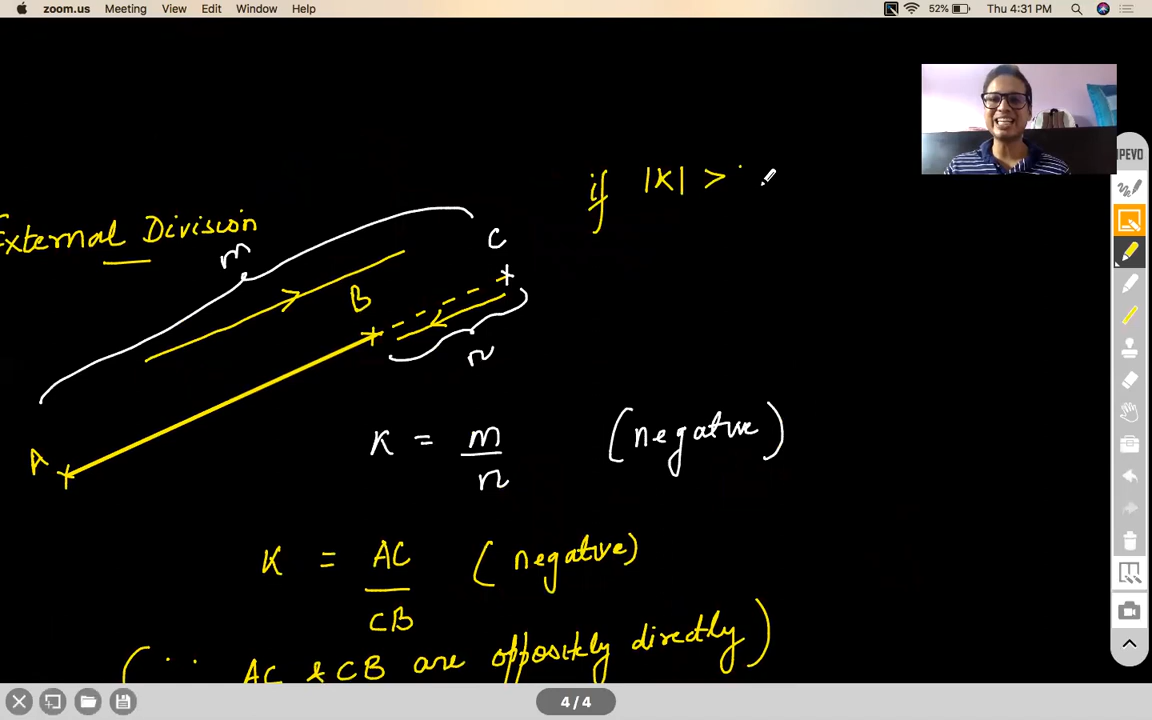 zoom.us Meeting View Edit Window Help 52% Thu 4:31 PM
IPEVO
if |K| >
External Division
m
C
B
n
A
K = m/n (negative)
K = AC/CB (negative)
(∵ AC & CB are oppositly directly)
4/4